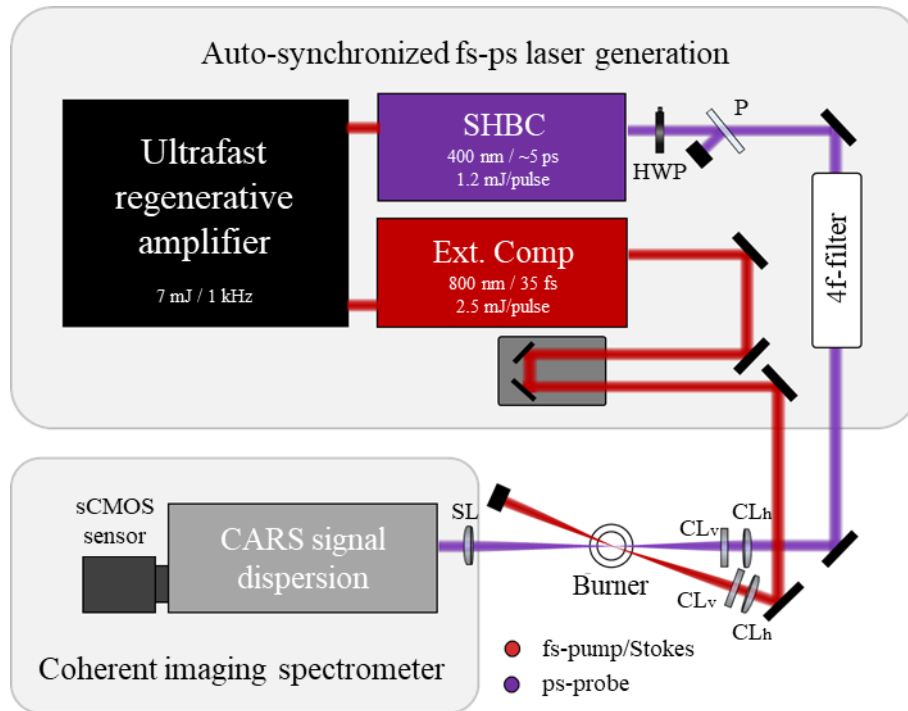 Auto-synchronized fs-ps laser generation
Ultrafast
regenerative
amplifier
7 mJ / 1 kHz
SHBC
400 nm / ~5 ps
1.2 mJ/pulse
HWP
P
Ext. Comp
800 nm / 35 fs
2.5 mJ/pulse
4f-filter
sCMOS
sensor
CARS signal
dispersion
SL
Burner
CLv
CLh
CLv
CLh
Coherent imaging spectrometer
fs-pump/Stokes
ps-probe